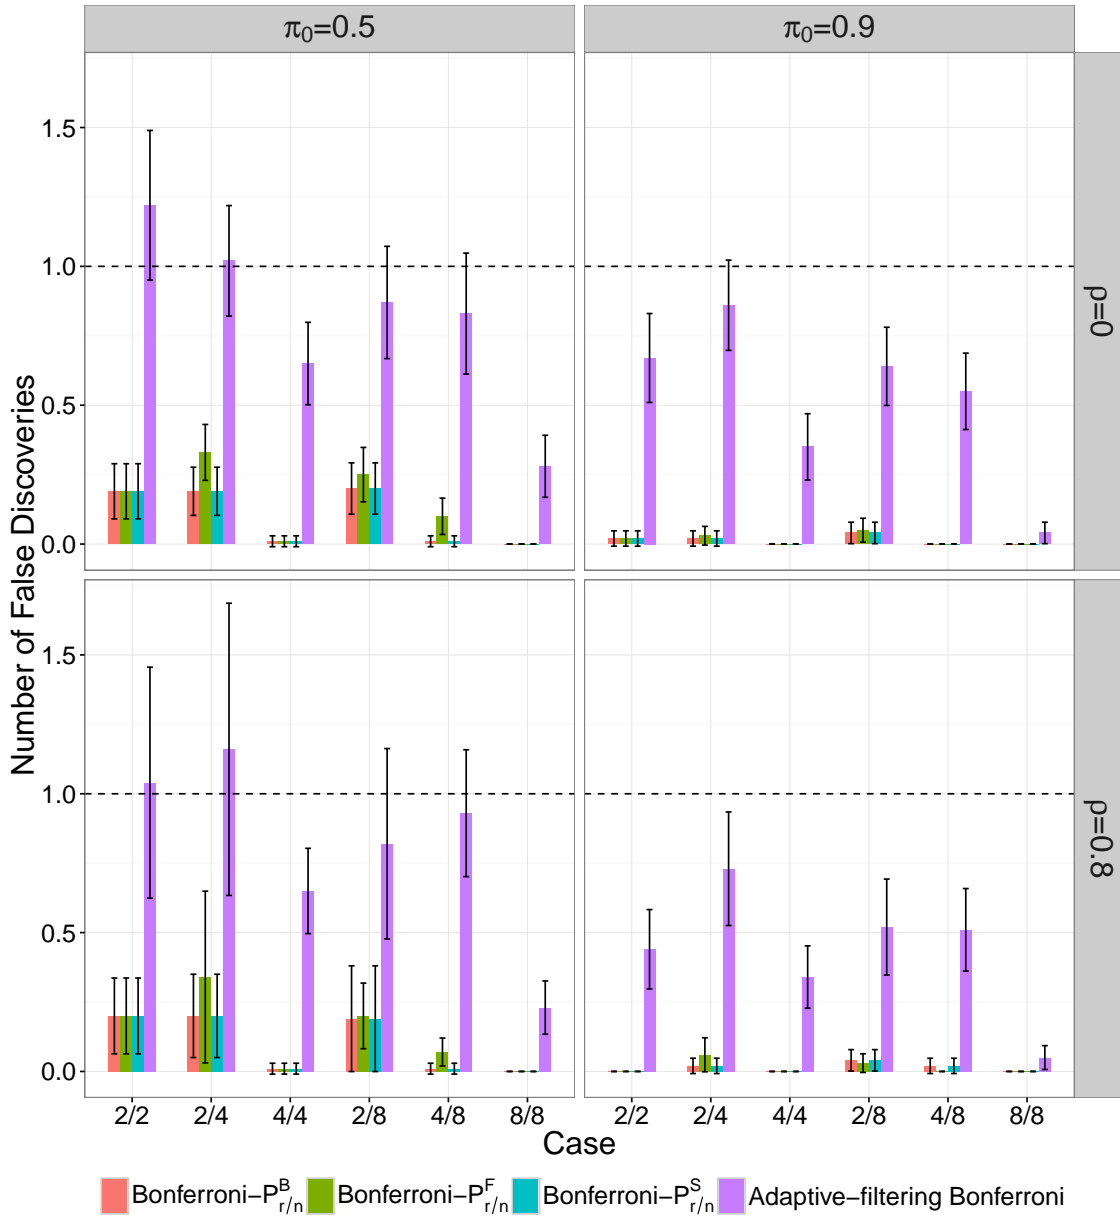 π₀=0.5
π₀=0.9
1.5
1.0
0.5
0.0
ρ=0
1.5
1.0
0.5
0.0
ρ=0.8
Number of False Discoveries
2/2 2/4 4/4 2/8 4/8 8/8
2/2 2/4 4/4 2/8 4/8 8/8
Case
Bonferroni−P^B_{r/n} Bonferroni−P^F_{r/n} Bonferroni−P^S_{r/n} Adaptive−filtering Bonferroni